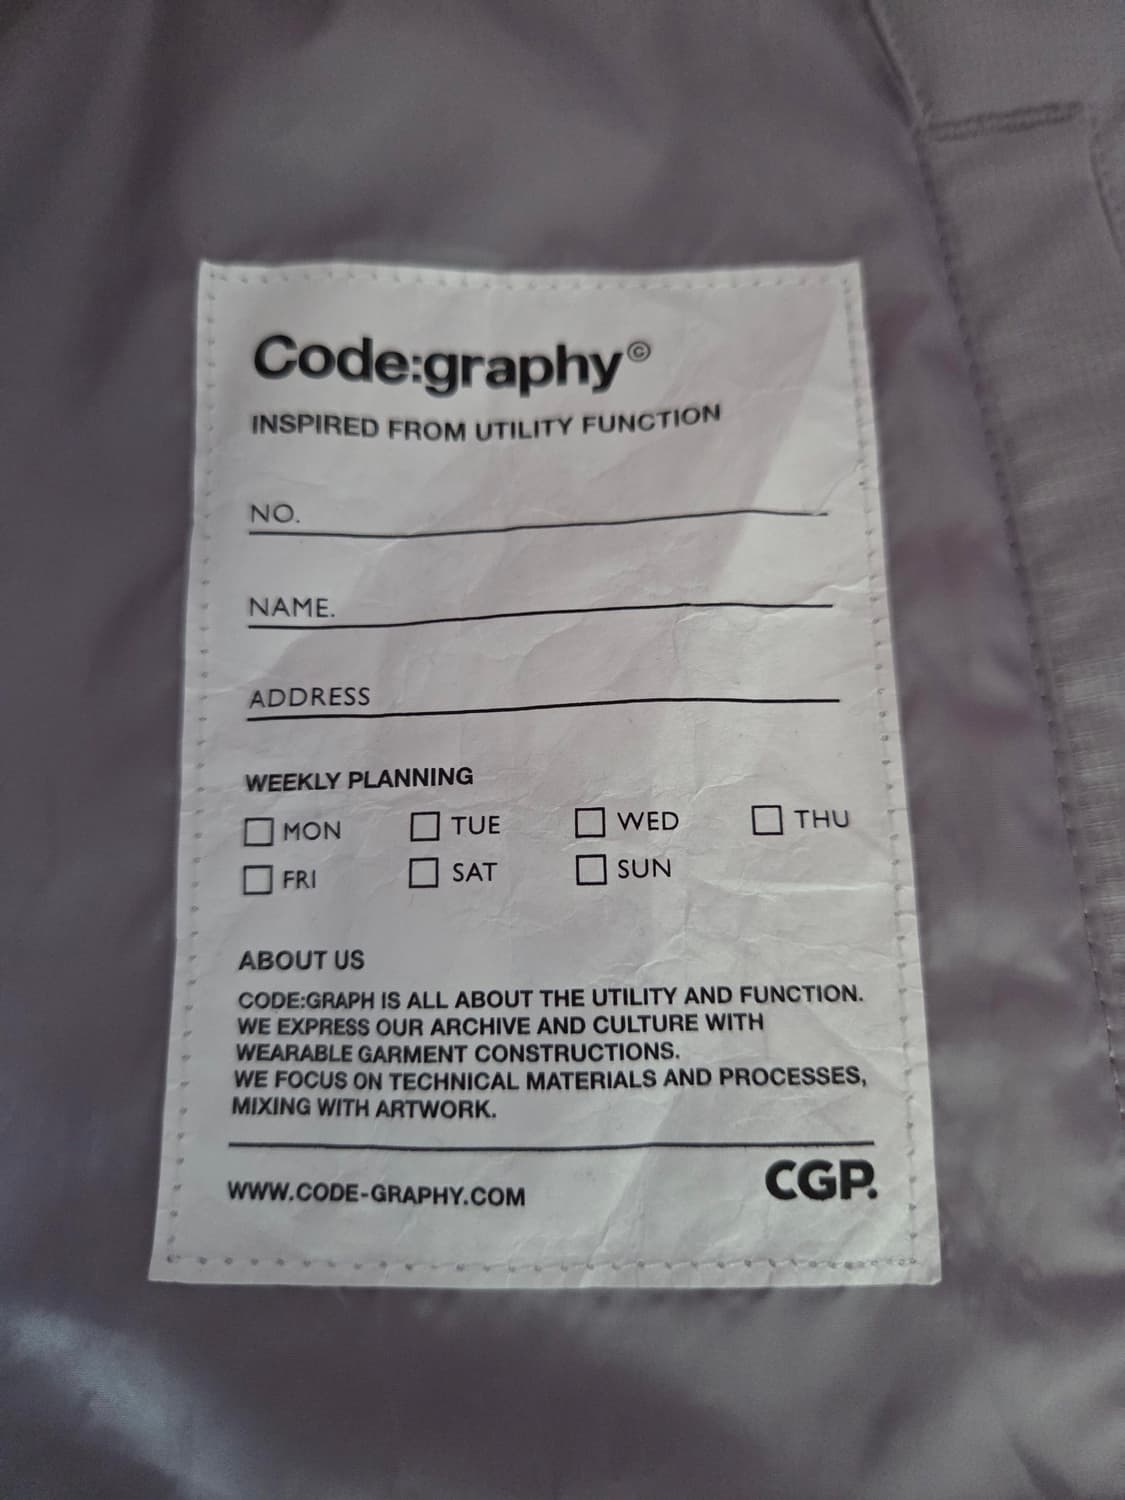 Code:graphy©
INSPIRED FROM UTILITY FUNCTION
NO.
NAME.
ADDRESS
WEEKLY PLANNING
MON TUE WED THU
FRI SAT SUN
ABOUT US
CODE:GRAPH IS ALL ABOUT THE UTILITY AND FUNCTION.
WE EXPRESS OUR ARCHIVE AND CULTURE WITH
WEARABLE GARMENT CONSTRUCTIONS.
WE FOCUS ON TECHNICAL MATERIALS AND PROCESSES,
MIXING WITH ARTWORK.
WWW.CODE-GRAPHY.COM CGP.